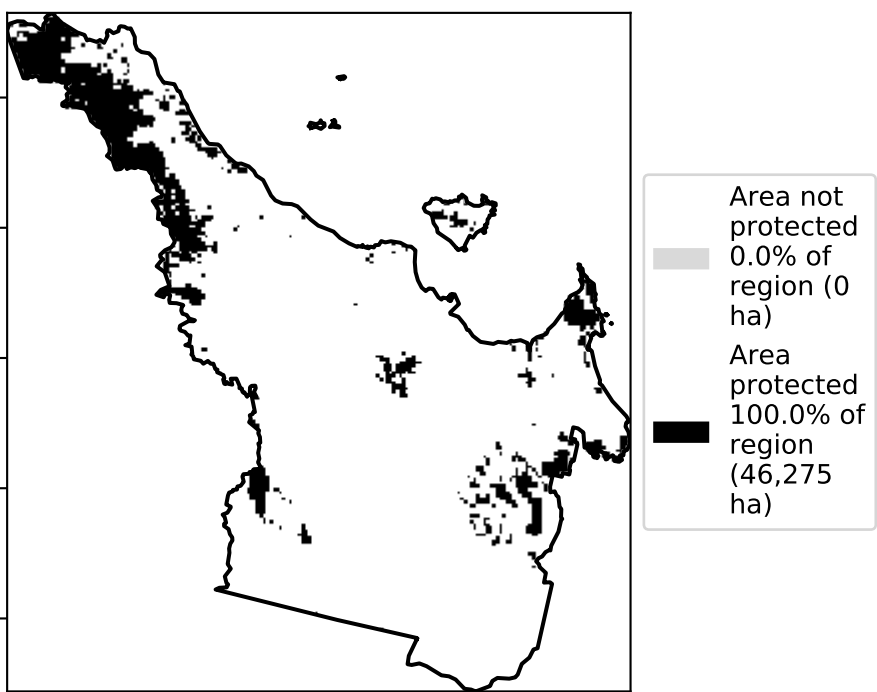 Area not
protected
0.0% of
region (0
ha)
Area
protected
100.0% of
region
(46,275
ha)